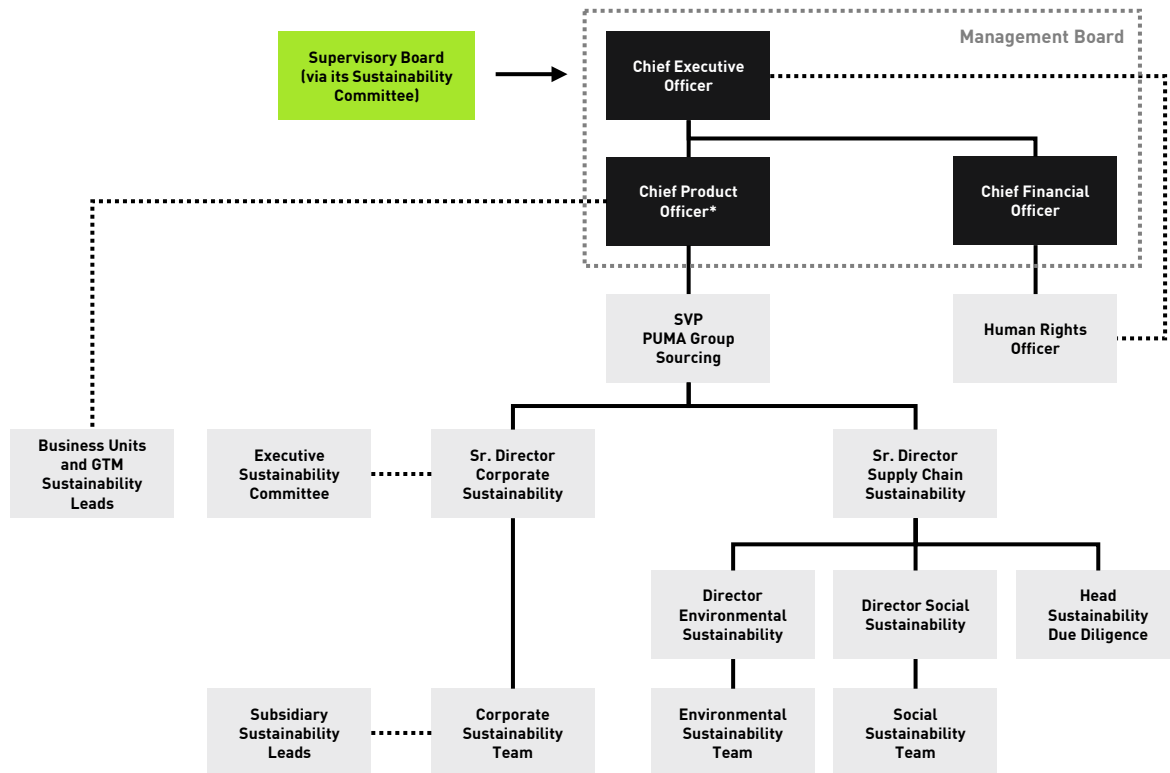 Management Board
Supervisory Board
(via its Sustainability
Committee)
Chief Executive
Officer
Chief Product
Officer*
Chief Financial
Officer
SVP
PUMA Group
Sourcing
Human Rights
Officer
Business Units
and GTM
Sustainability
Leads
Executive
Sustainability
Committee
Sr. Director
Corporate
Sustainability
Sr. Director
Supply Chain
Sustainability
Director
Environmental
Sustainability
Director Social
Sustainability
Head
Sustainability
Due Diligence
Subsidiary
Sustainability
Leads
Corporate
Sustainability
Team
Environmental
Sustainability
Team
Social
Sustainability
Team